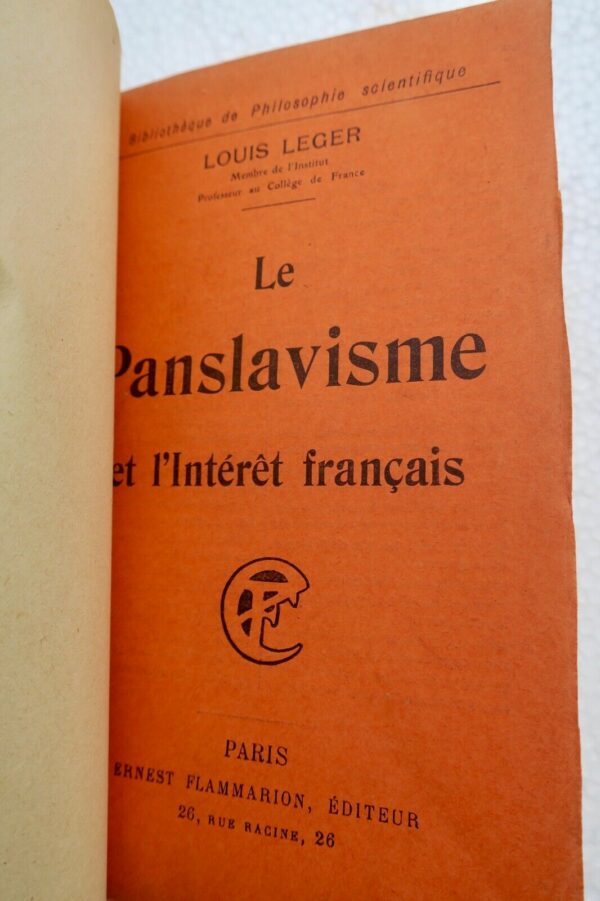 Bibliothèque de Philosophie scientifique
LOUIS LEGER
Membre de l'Institut
Professeur au Collège de France
Le
Panslavisme
et l'Intérêt français
PARIS
ERNEST FLAMMARION, ÉDITEUR
26, RUE RACINE, 26